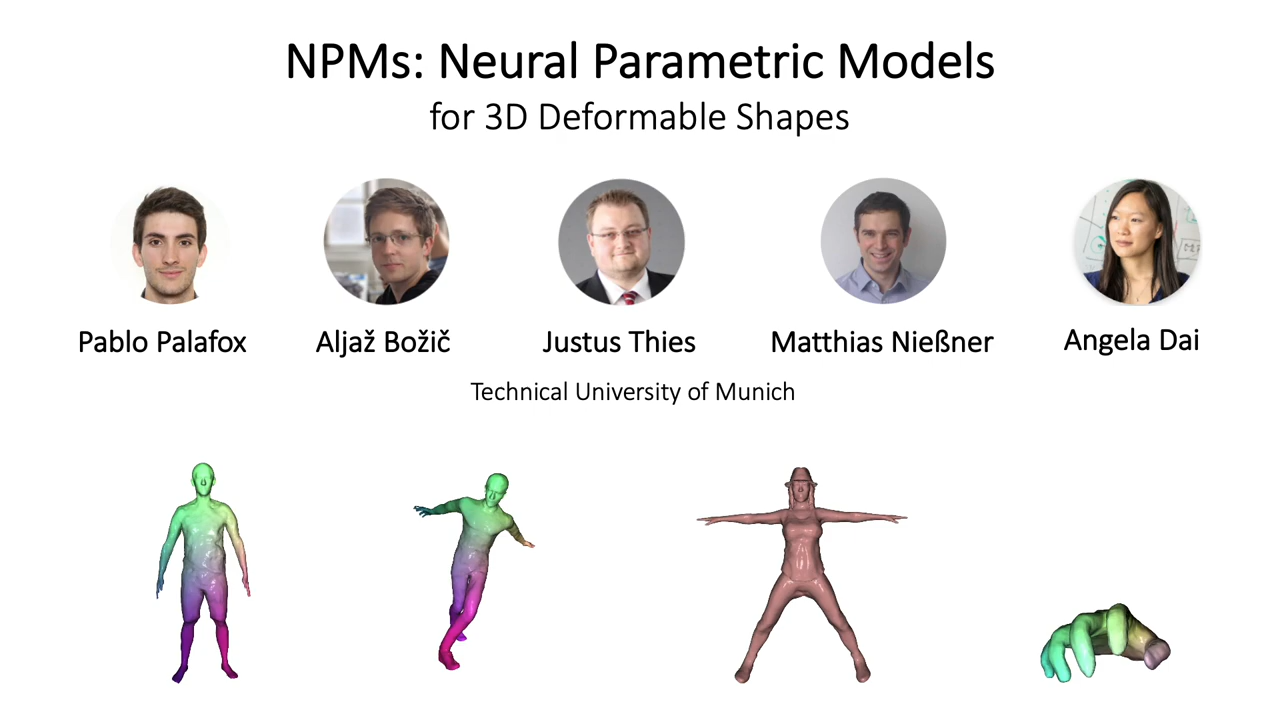 NPMs: Neural Parametric Models
for 3D Deformable Shapes
Pablo Palafox
Aljaž Božič
Justus Thies
Matthias Nießner
Angela Dai
Technical University of Munich